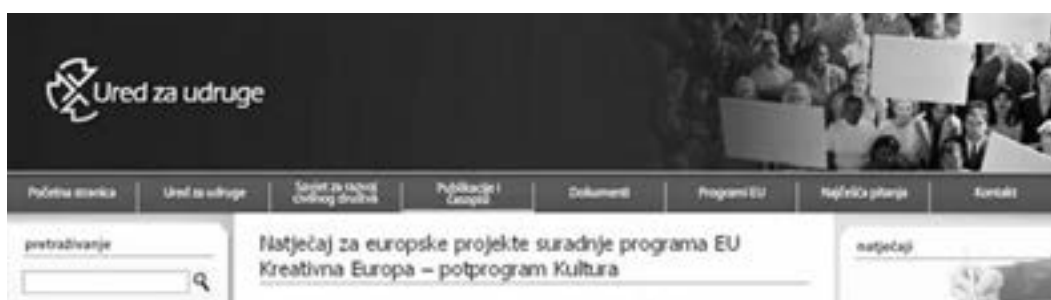 Ured za udruge
Početna stranica
Ured za udruge
Savjet za razvoj
civilnog društva
Publikacije i
časopisi
Dokumenti
Programi EU
Najčešća pitanja
Kontakt
pretraživanje
Natječaj za europske projekte suradnje programa EU
Kreativna Europa – potprogram Kultura
natječaji